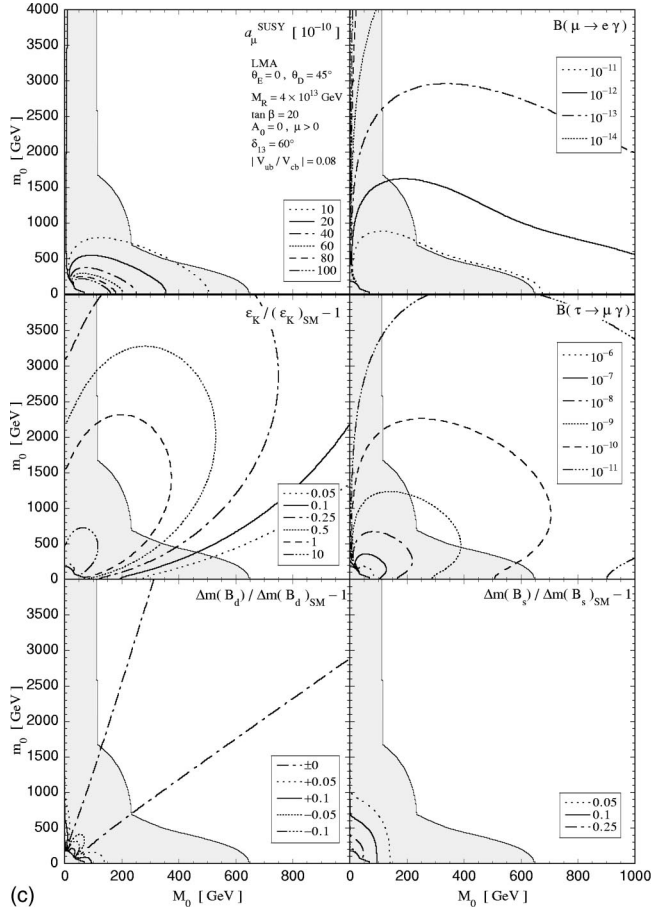 a_μ^SUSY [ 10⁻¹⁰ ]
LMA
θ_E = 0 , θ_D = 45°
M_R = 4 × 10¹³ GeV
tan β = 20
A_0 = 0 , μ > 0
δ_13 = 60°
| V_ub / V_cb | = 0.08
10
20
40
60
80
100
m_0 [ GeV ]
4000
3500
3000
2500
2000
1500
1000
500
0
B( μ → e γ )
10⁻¹¹
10⁻¹²
10⁻¹³
10⁻¹⁴
ε_K / ( ε_K )_SM − 1
0.05
0.1
0.25
0.5
1
10
m_0 [ GeV ]
3500
3000
2500
2000
1500
1000
500
0
B( τ → μ γ )
10⁻⁶
10⁻⁷
10⁻⁸
10⁻⁹
10⁻¹⁰
10⁻¹¹
Δm( B_d ) / Δm( B_d )_SM − 1
±0
+0.05
+0.1
−0.05
−0.1
m_0 [ GeV ]
3500
3000
2500
2000
1500
1000
500
0
0 200 400 600 800
M_0 [ GeV ]
Δm( B_s ) / Δm( B_s )_SM − 1
0.05
0.1
0.25
0 200 400 600 800 1000
M_0 [ GeV ]
(c)